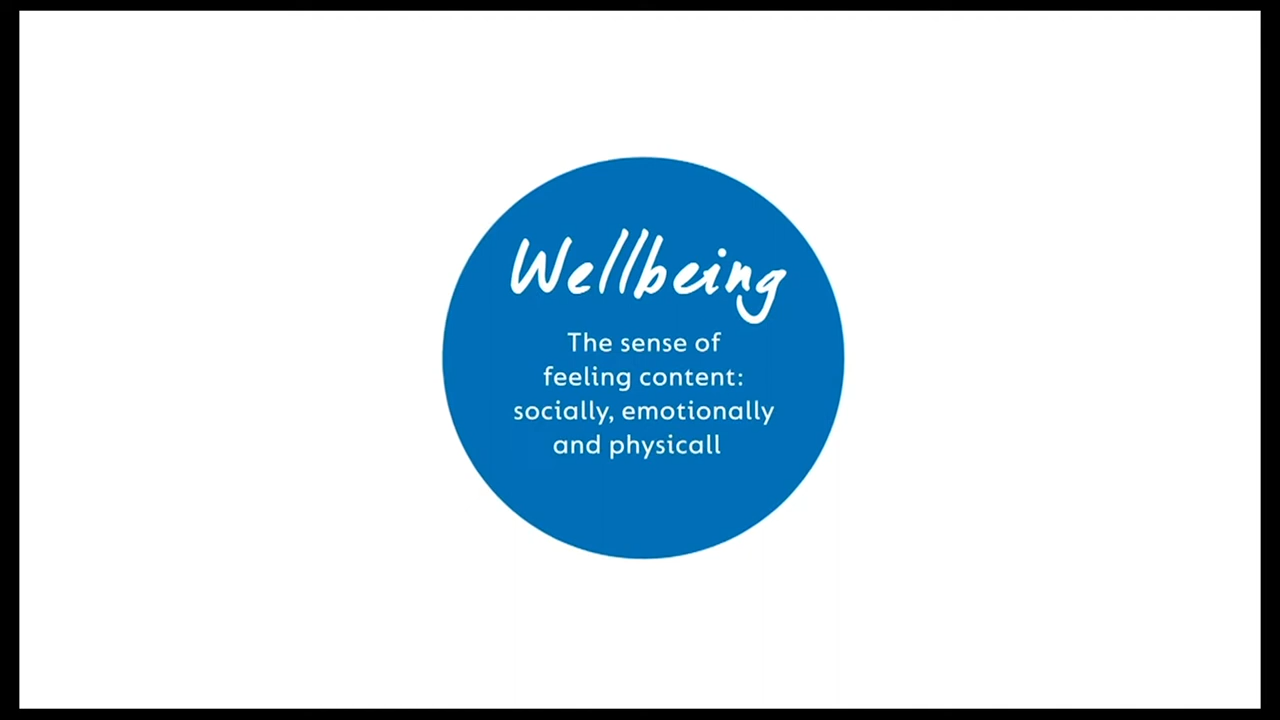 Wellbeing
The sense of
feeling content:
socially, emotionally
and physicall